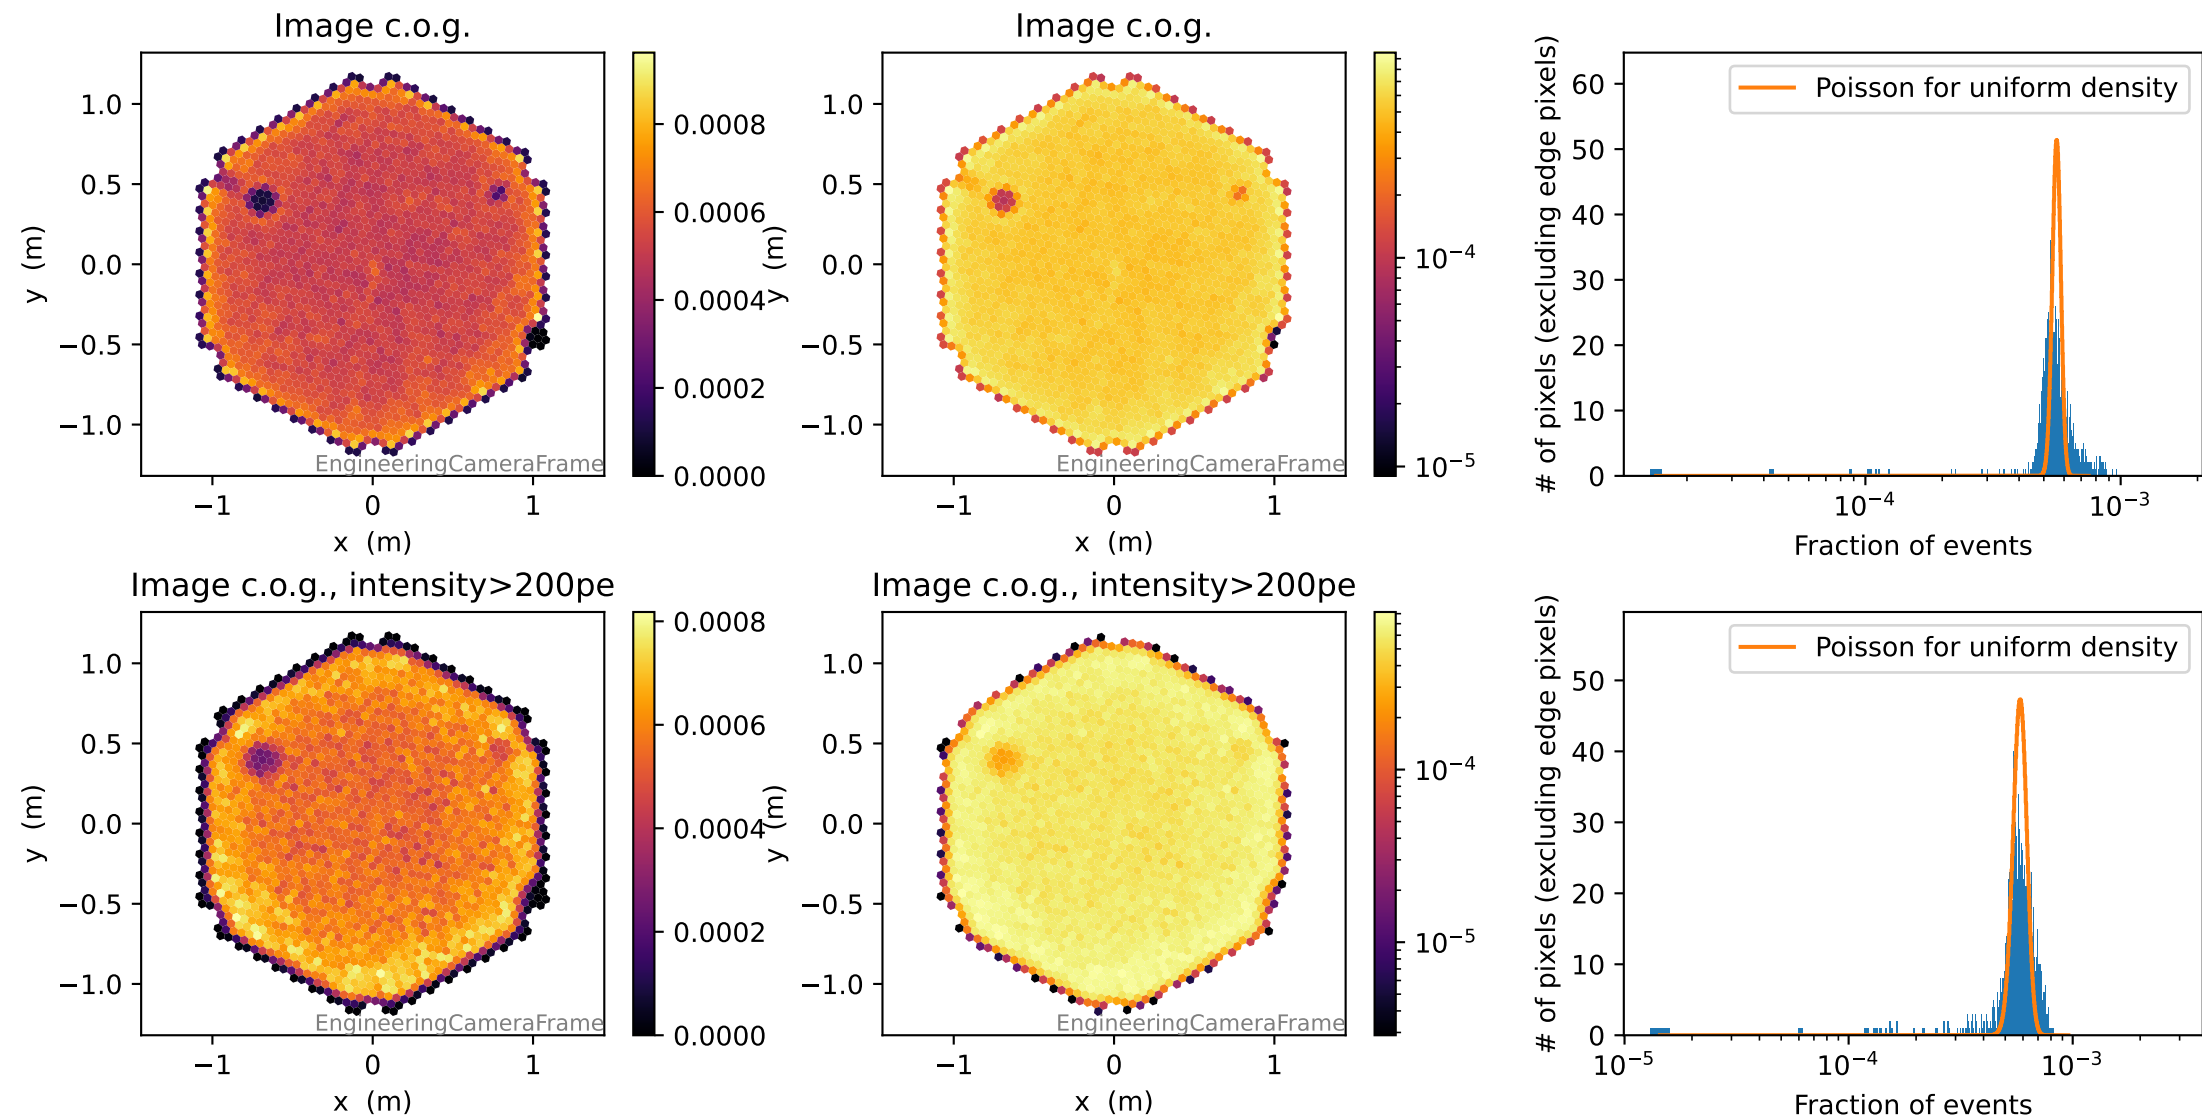 Image c.o.g.
1.0
0.5
0.0
−0.5
−1.0
y (m)
−1
0
1
x (m)
EngineeringCameraFrame
0.0008
0.0006
0.0004
0.0002
0.0000
Image c.o.g.
1.0
0.5
0.0
−0.5
−1.0
y (m)
−1
0
1
x (m)
EngineeringCameraFrame
10−4
10−5
# of pixels (excluding edge pixels)
60
50
40
30
20
10
0
Poisson for uniform density
10−4
10−3
Fraction of events
Image c.o.g., intensity>200pe
1.0
0.5
0.0
−0.5
−1.0
y (m)
−1
0
1
x (m)
EngineeringCameraFrame
0.0008
0.0006
0.0004
0.0002
0.0000
Image c.o.g., intensity>200pe
1.0
0.5
0.0
−0.5
−1.0
y (m)
−1
0
1
x (m)
EngineeringCameraFrame
10−4
10−5
# of pixels (excluding edge pixels)
50
40
30
20
10
0
Poisson for uniform density
10−5
10−4
10−3
Fraction of events